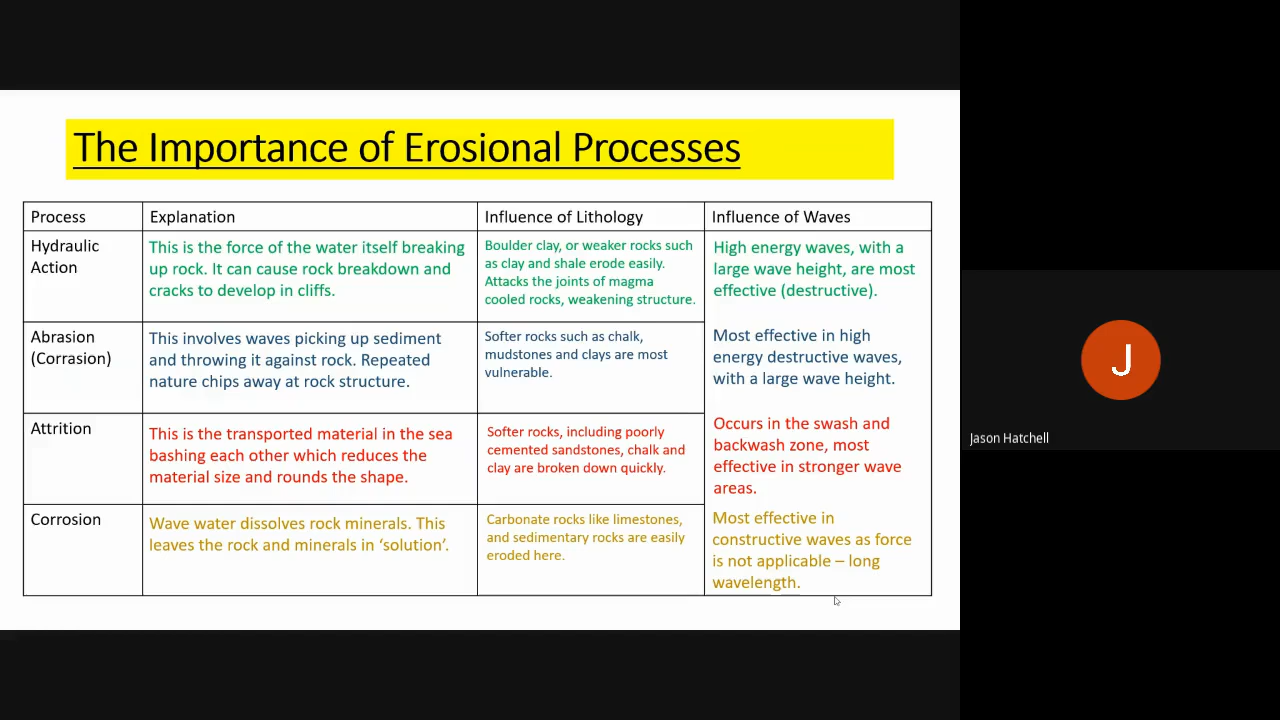 The Importance of Erosional Processes
Process
Explanation
Influence of Lithology
Influence of Waves
Hydraulic
Action
This is the force of the water itself breaking
up rock. It can cause rock breakdown and
cracks to develop in cliffs.
Boulder clay, or weaker rocks such
as clay and shale erode easily.
Attacks the joints of magma
cooled rocks, weakening structure.
High energy waves, with a
large wave height, are most
effective (destructive).
Abrasion
(Corrasion)
This involves waves picking up sediment
and throwing it against rock. Repeated
nature chips away at rock structure.
Softer rocks such as chalk,
mudstones and clays are most
vulnerable.
Most effective in high
energy destructive waves,
with a large wave height.
Attrition
This is the transported material in the sea
bashing each other which reduces the
material size and rounds the shape.
Softer rocks, including poorly
cemented sandstones, chalk and
clay are broken down quickly.
Occurs in the swash and
backwash zone, most
effective in stronger wave
areas.
Corrosion
Wave water dissolves rock minerals. This
leaves the rock and minerals in ‘solution’.
Carbonate rocks like limestones,
and sedimentary rocks are easily
eroded here.
Most effective in
constructive waves as force
is not applicable – long
wavelength.
J
Jason Hatchell